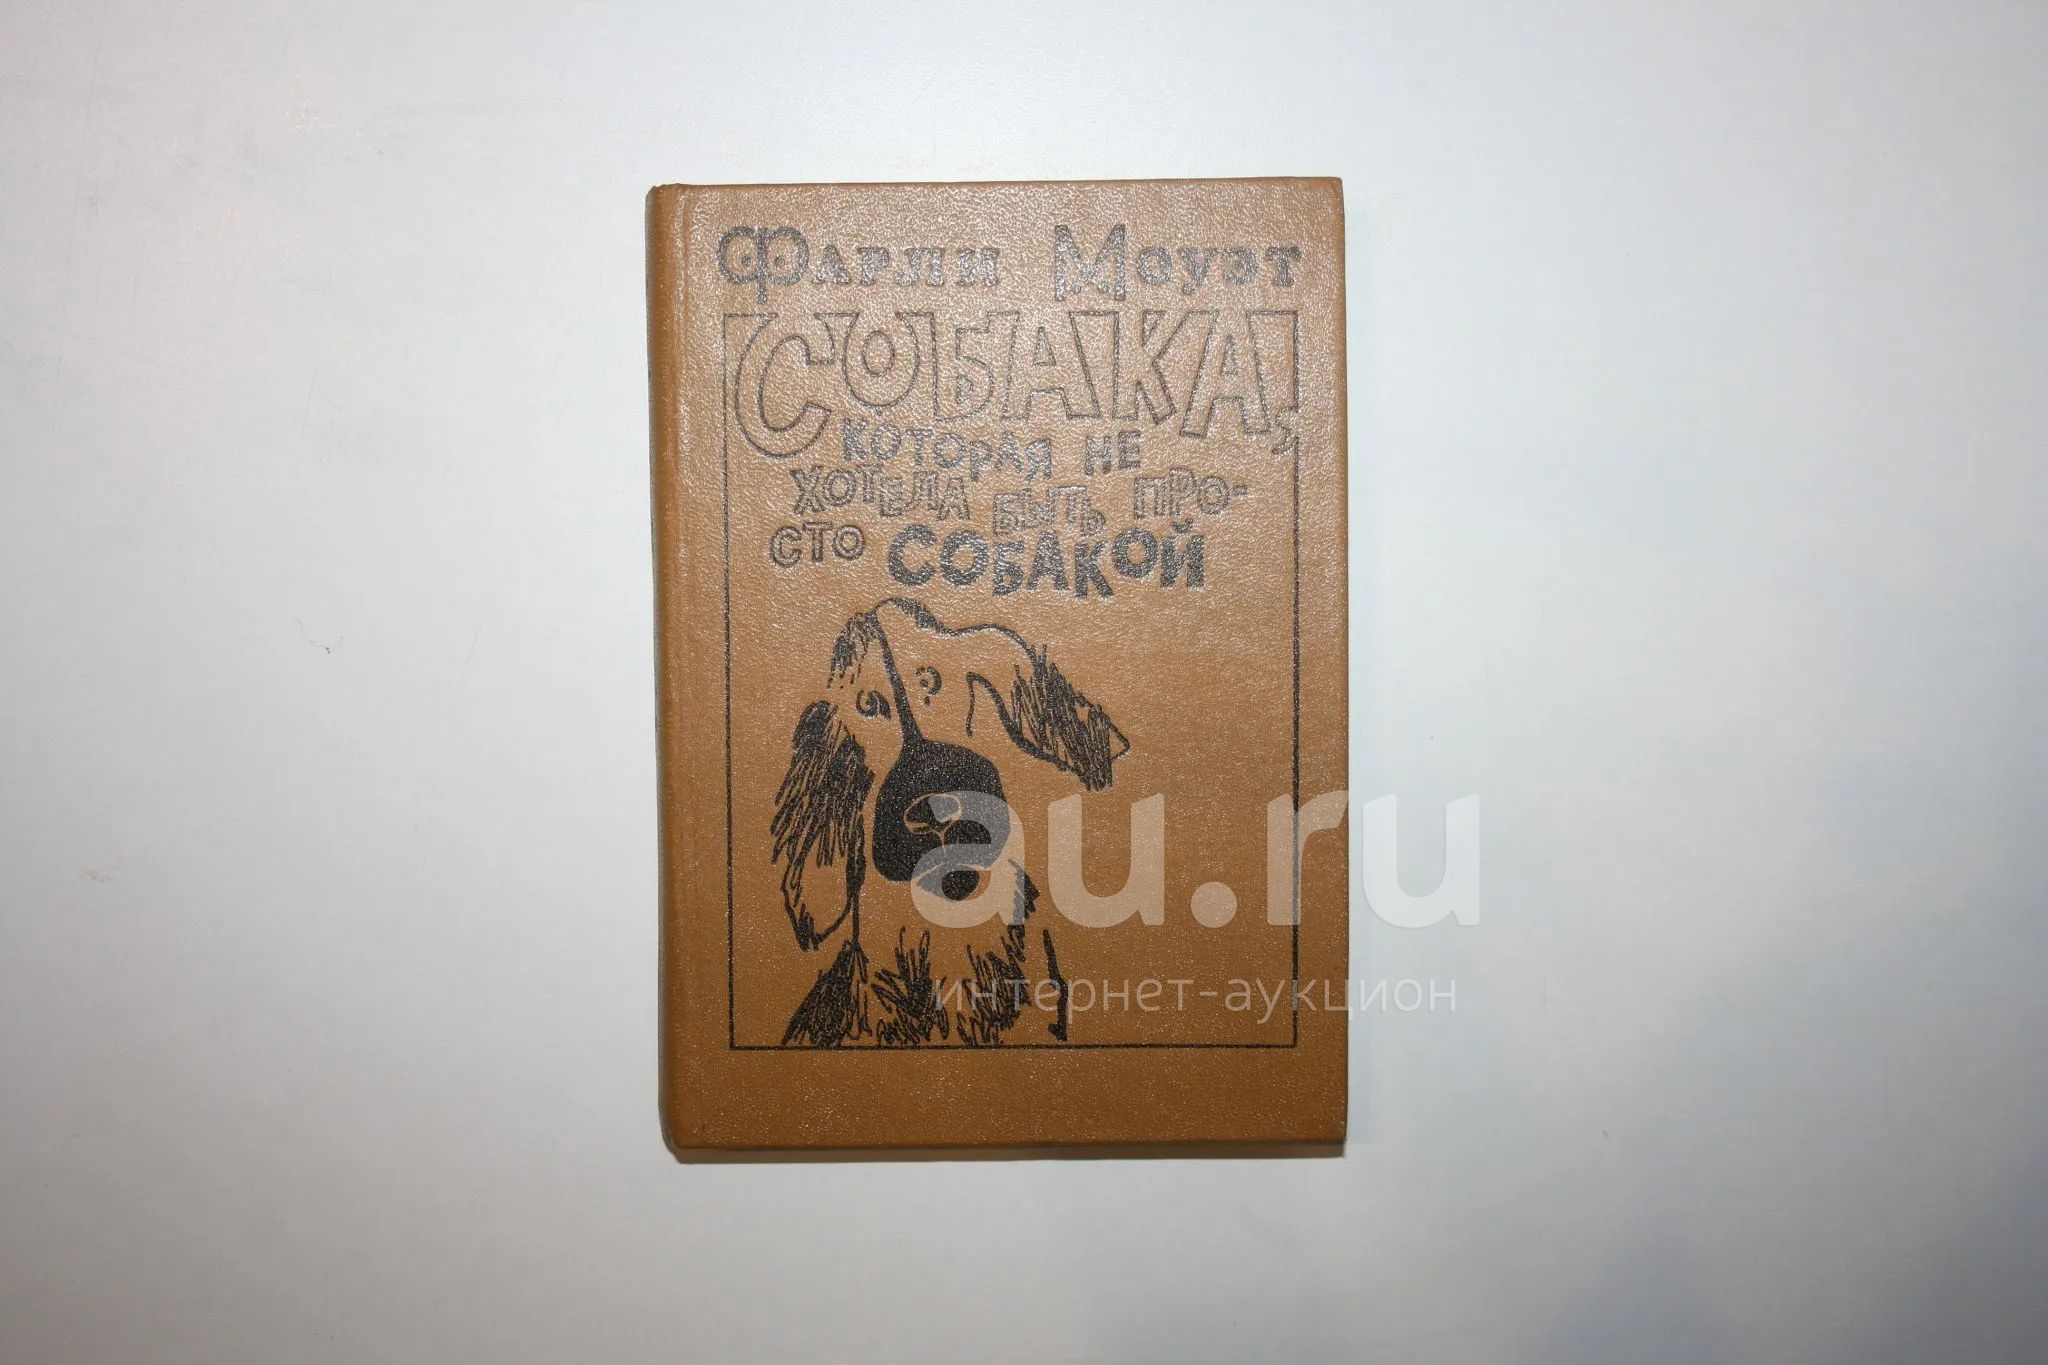 Фарли Моуэт
СОБАКА,
КОТОРАЯ НЕ
ХОТЕЛА БЫТЬ ПРО-
СТО СОБАКОЙ
au.ru
интернет-аукцион